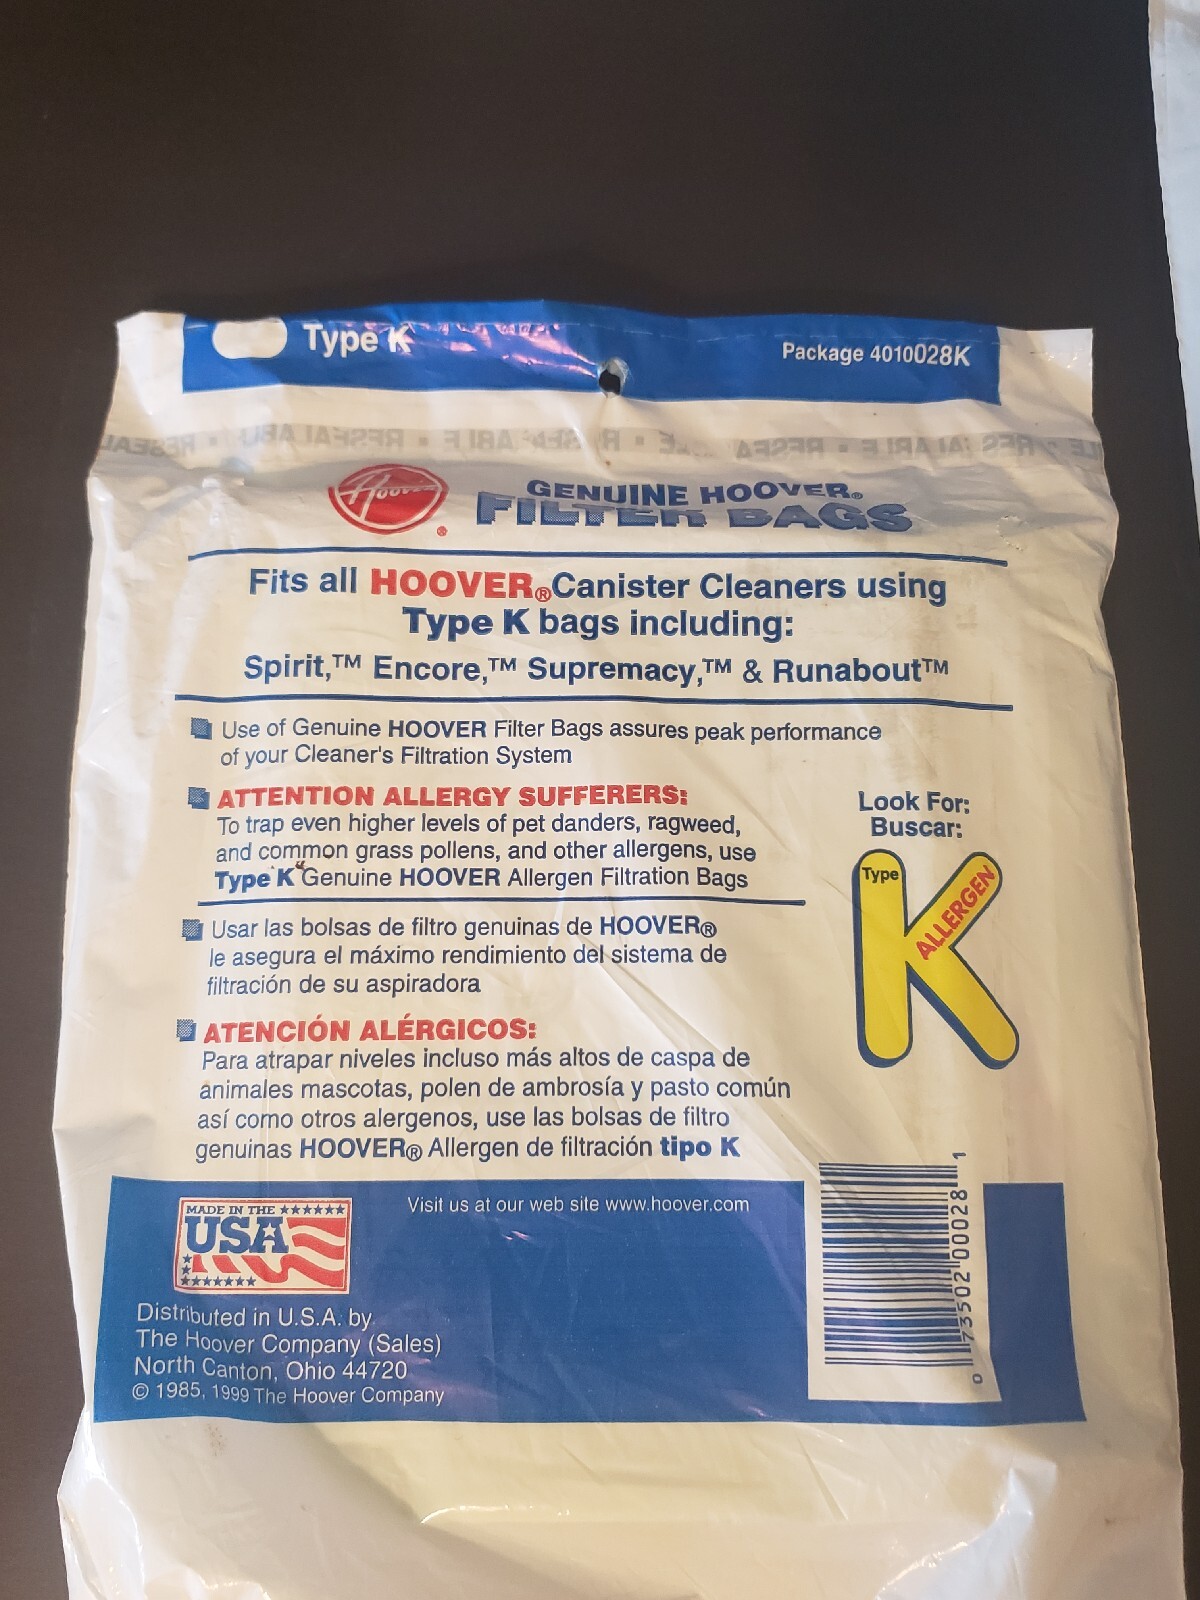 Type K
Package 4010028K
HOOVER
®
GENUINE HOOVER®
FILTER BAGS
Fits all HOOVER® Canister Cleaners using
Type K bags including:
Spirit,™ Encore,™ Supremacy,™ & Runabout™
Use of Genuine HOOVER Filter Bags assures peak performance
of your Cleaner's Filtration System
ATTENTION ALLERGY SUFFERERS:
To trap even higher levels of pet danders, ragweed,
and common grass pollens, and other allergens, use
Type K Genuine HOOVER Allergen Filtration Bags
Look For:
Buscar:
Type
K
ALLERGEN
Usar las bolsas de filtro genuinas de HOOVER®
le asegura el máximo rendimiento del sistema de
filtración de su aspiradora
ATENCIÓN ALÉRGICOS:
Para atrapar niveles incluso más altos de caspa de
animales mascotas, polen de ambrosía y pasto común
así como otros alergenos, use las bolsas de filtro
genuinas HOOVER® Allergen de filtración tipo K
MADE IN THE
USA
Visit us at our web site www.hoover.com
Distributed in U.S.A. by
The Hoover Company (Sales)
North Canton, Ohio 44720
© 1985, 1999 The Hoover Company
0 73502 00028 1